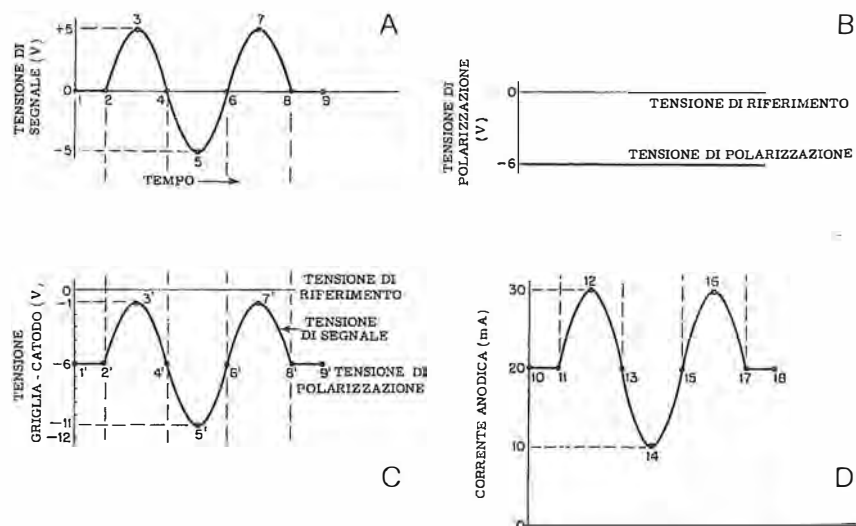 A
+5
3
7
TENSIONE DI
SEGNALE (V)
0
1
2
4
6
8
9
-5
5
TEMPO
B
TENSIONE DI
POLARIZZAZIONE
(V)
0
TENSIONE DI RIFERIMENTO
TENSIONE DI POLARIZZAZIONE
-6
0
TENSIONE DI
RIFERIMENTO
-1
3'
7'
TENSIONE
DI SEGNALE
TENSIONE
GRIGLIA-CATODO (V)
-6
1'
2'
4'
6'
8'
9'
TENSIONE DI
POLARIZZAZIONE
-11
-12
5'
C
30
12
16
CORRENTE ANODICA (mA)
20
10
11
13
15
17
18
10
14
0
D